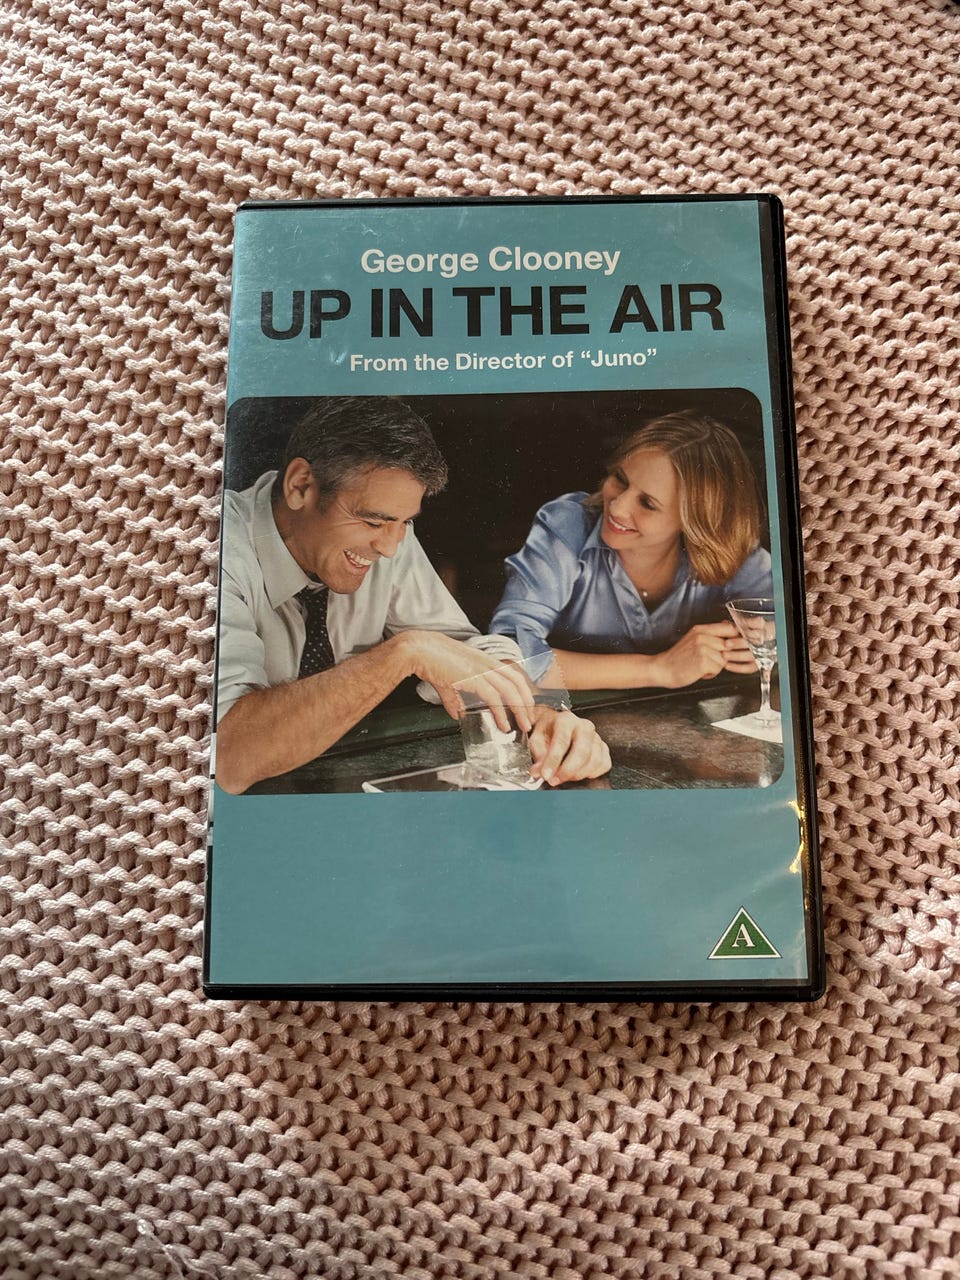 George Clooney
UP IN THE AIR
From the Director of “Juno”
A